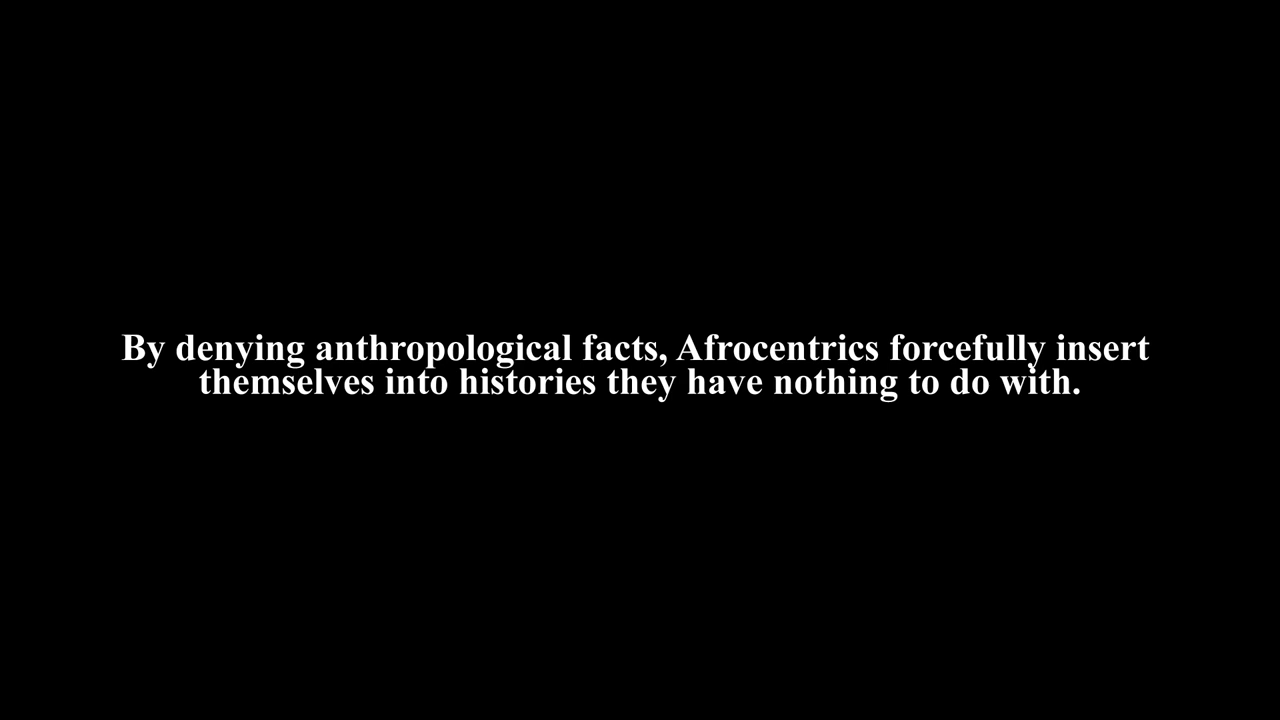 By denying anthropological facts, Afrocentrics forcefully insert
themselves into histories they have nothing to do with.